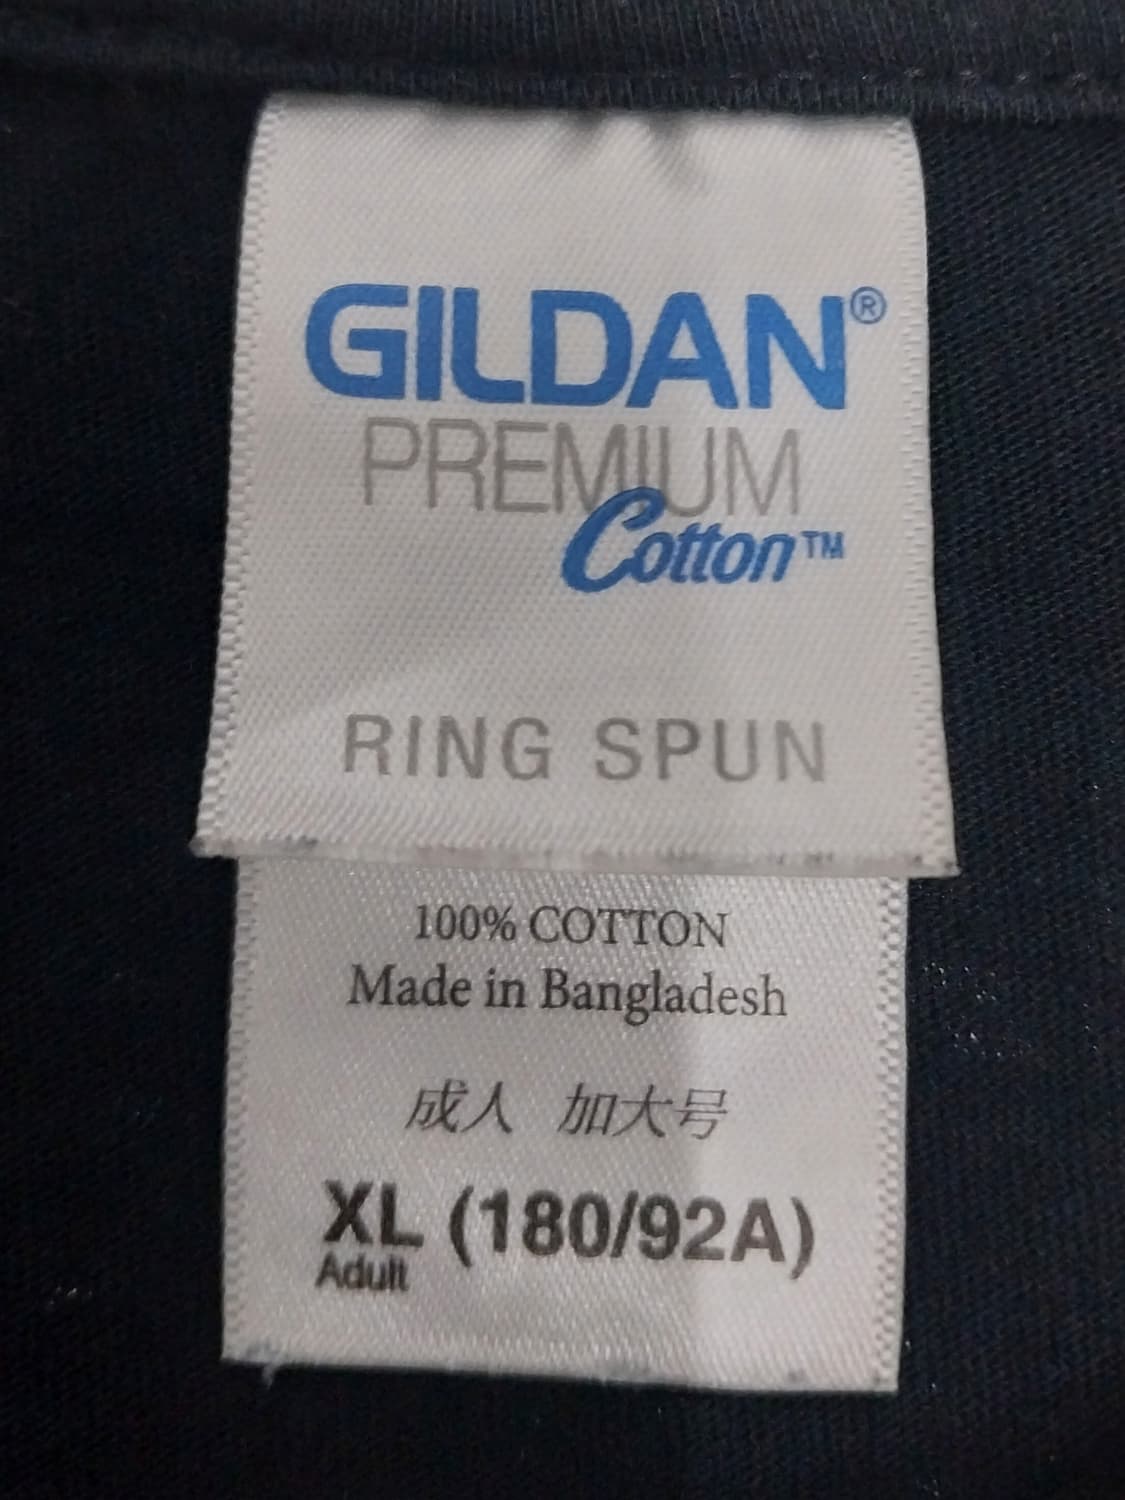 GILDAN®
PREMIUM
Cotton™
RING SPUN
100% COTTON
Made in Bangladesh
成人 加大号
XL (180/92A)
Adult